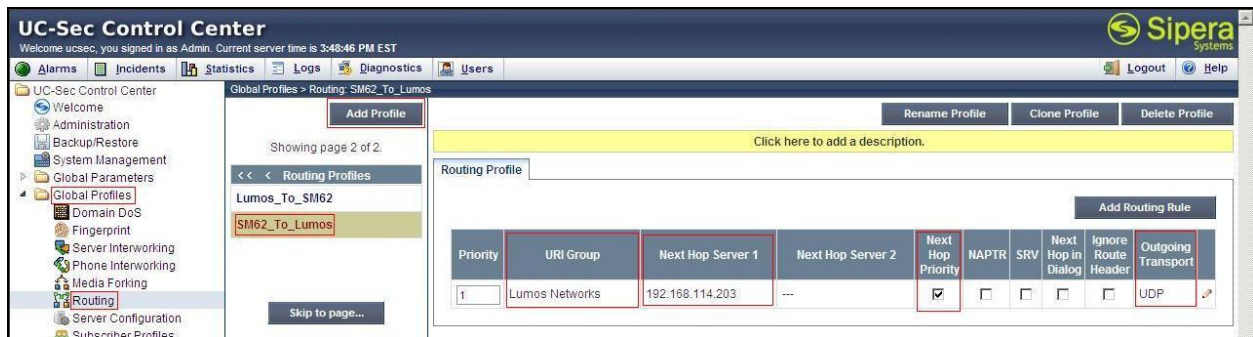 UC-Sec Control Center
Welcome ucsec, you signed in as Admin. Current server time is 3:48:46 PM EST
Sipera
Systems
Alarms Incidents Statistics Logs Diagnostics Users Logout Help
UC-Sec Control Center
Welcome
Administration
Backup/Restore
System Management
Global Parameters
Global Profiles
Domain DoS
Fingerprint
Server Interworking
Phone Interworking
Media Forking
Routing
Server Configuration
Subscriber Profiles
Global Profiles > Routing: SM62_To_Lumos
Add Profile
Showing page 2 of 2.
<< < Routing Profiles
Lumos_To_SM62
SM62_To_Lumos
Skip to page...
Rename Profile Clone Profile Delete Profile
Click here to add a description.
Routing Profile
Add Routing Rule
Priority URI Group Next Hop Server 1 Next Hop Server 2 Next Hop Priority NAPTR SRV Next Hop in Dialog Ignore Route Header Outgoing Transport
1 Lumos Networks 192.168.114.203 --- UDP